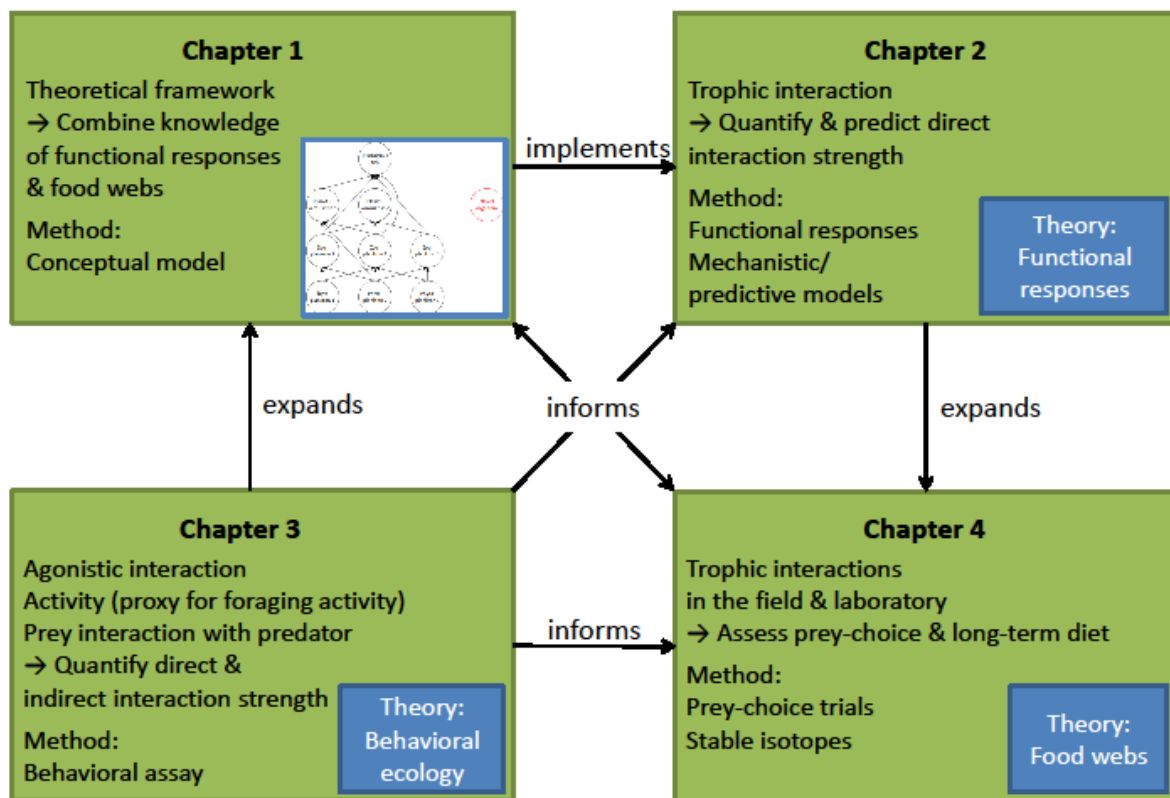 Chapter 1
Theoretical framework
→ Combine knowledge
of functional responses
& food webs
Method:
Conceptual model
implements
Chapter 2
Trophic interaction
→ Quantify & predict direct
interaction strength
Method:
Functional responses
Mechanistic/
predictive models
Theory:
Functional
responses
expands
informs
expands
Chapter 3
Agonistic interaction
Activity (proxy for foraging activity)
Prey interaction with predator
→ Quantify direct &
indirect interaction strength
Method:
Behavioral assay
Theory:
Behavioral
ecology
informs
Chapter 4
Trophic interactions
in the field & laboratory
→ Assess prey-choice & long-term diet
Method:
Prey-choice trials
Stable isotopes
Theory:
Food webs